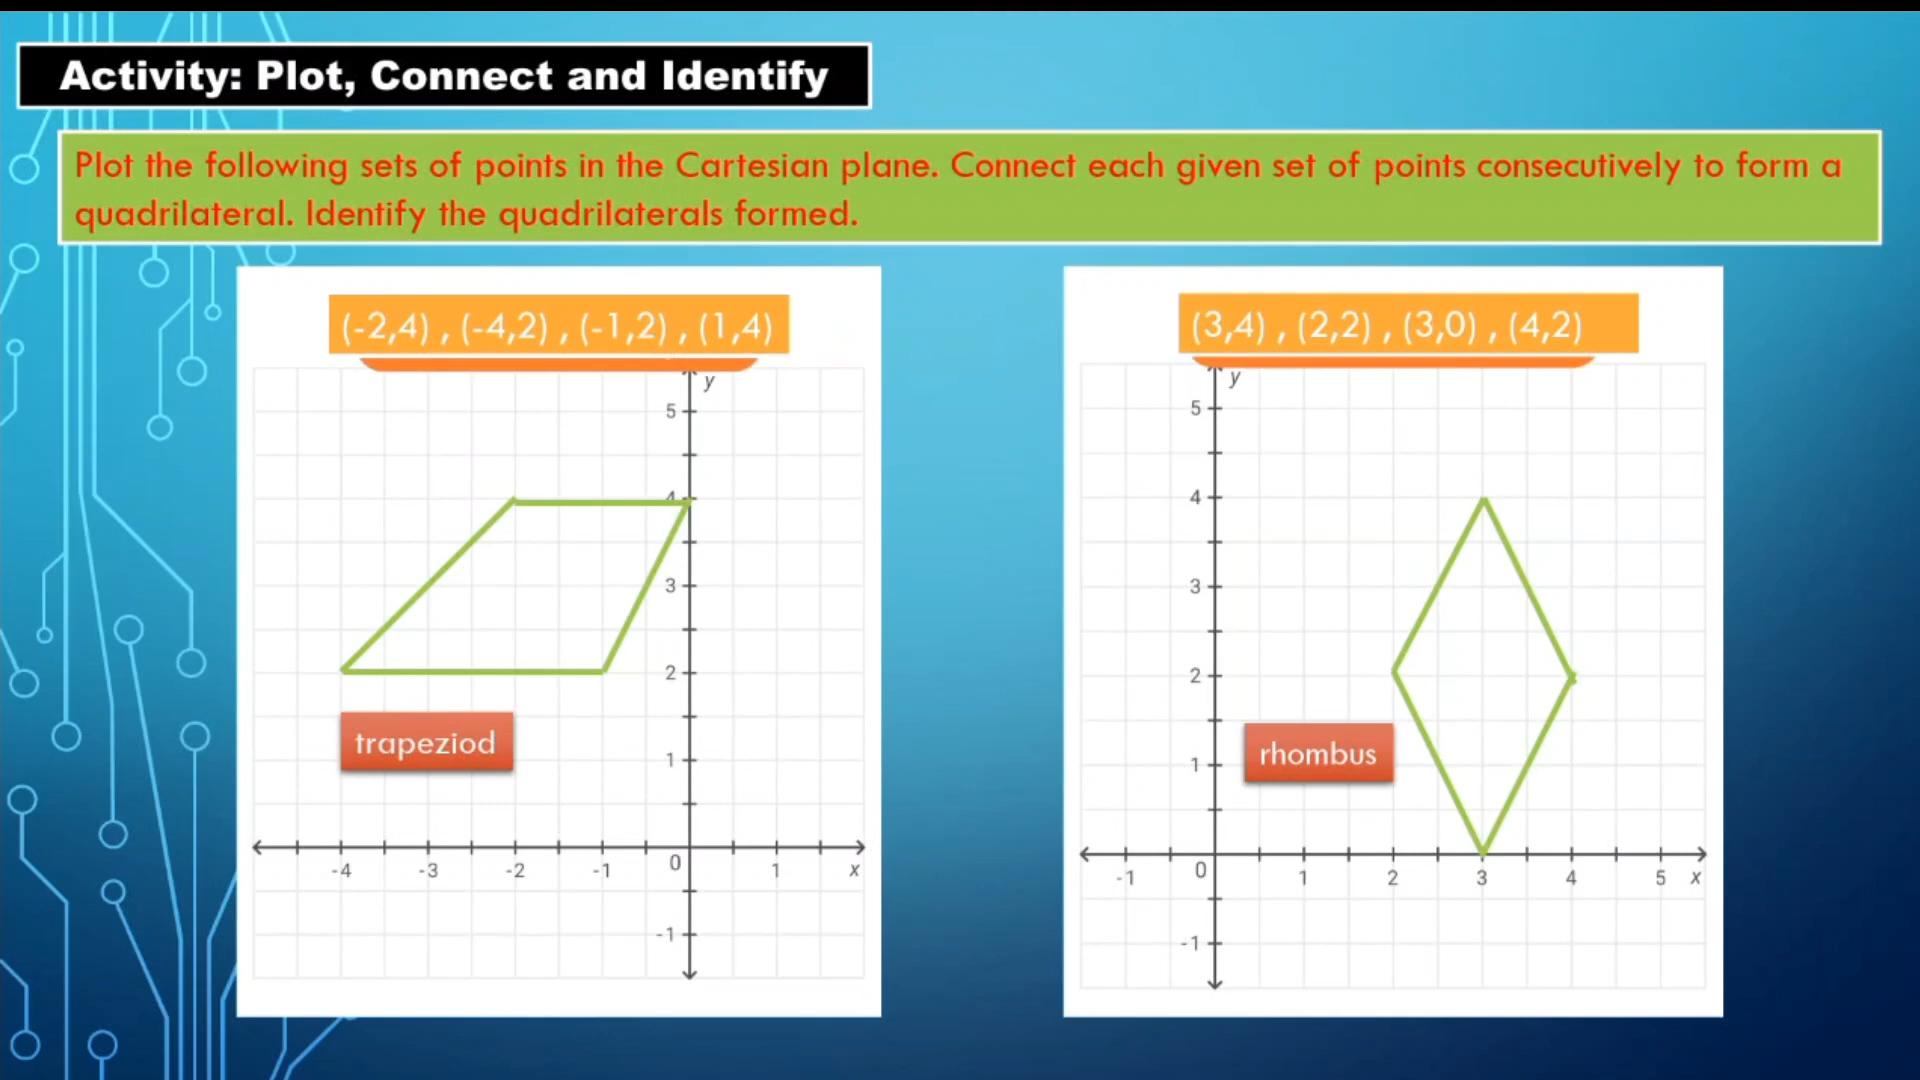 Activity: Plot, Connect and Identify
Plot the following sets of points in the Cartesian plane. Connect each given set of points consecutively to form a
quadrilateral. Identify the quadrilaterals formed.
(-2,4) , (-4,2) , (-1,2) , (1,4)
y
5
4
3
2
trapeziod
1
0
-4 -3 -2 -1 1 x
-1
(3,4) , (2,2) , (3,0) , (4,2)
y
5
4
3
2
rhombus
1
0
-1 1 2 3 4 5 x
-1